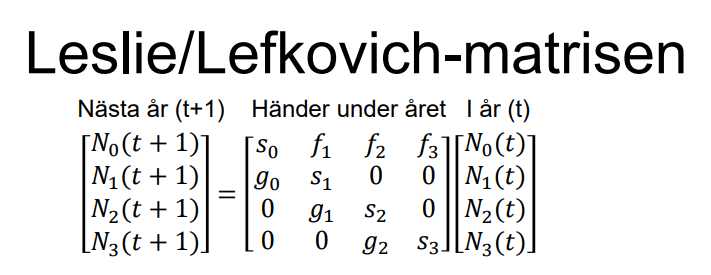 Leslie/Lefkovich-matrisen
Nästa år (t+1) Händer under året I år (t)
[N₀(t + 1)] [s₀ f₁ f₂ f₃] [N₀(t)]
[N₁(t + 1)] [g₀ s₁ 0 0] [N₁(t)]
=
[N₂(t + 1)] [0 g₁ s₂ 0] [N₂(t)]
[N₃(t + 1)] [0 0 g₂ s₃] [N₃(t)]